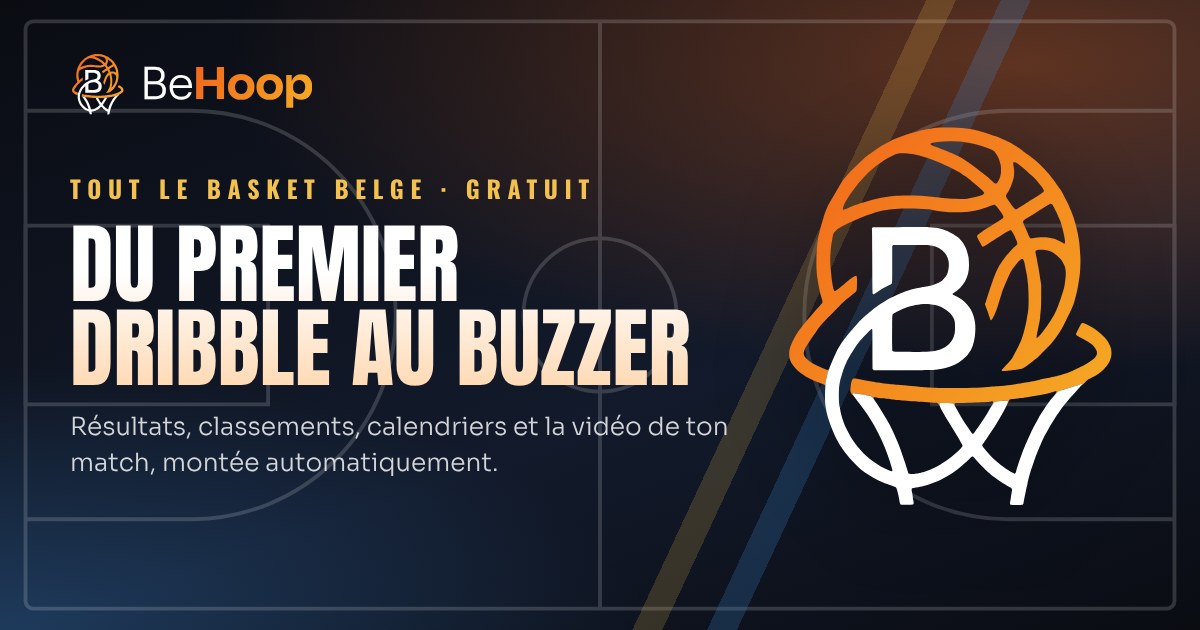 BeHoop
TOUT LE BASKET BELGE · GRATUIT
DU PREMIER
DRIBBLE AU BUZZER
Résultats, classements, calendriers et la vidéo de ton
match, montée automatiquement.
B